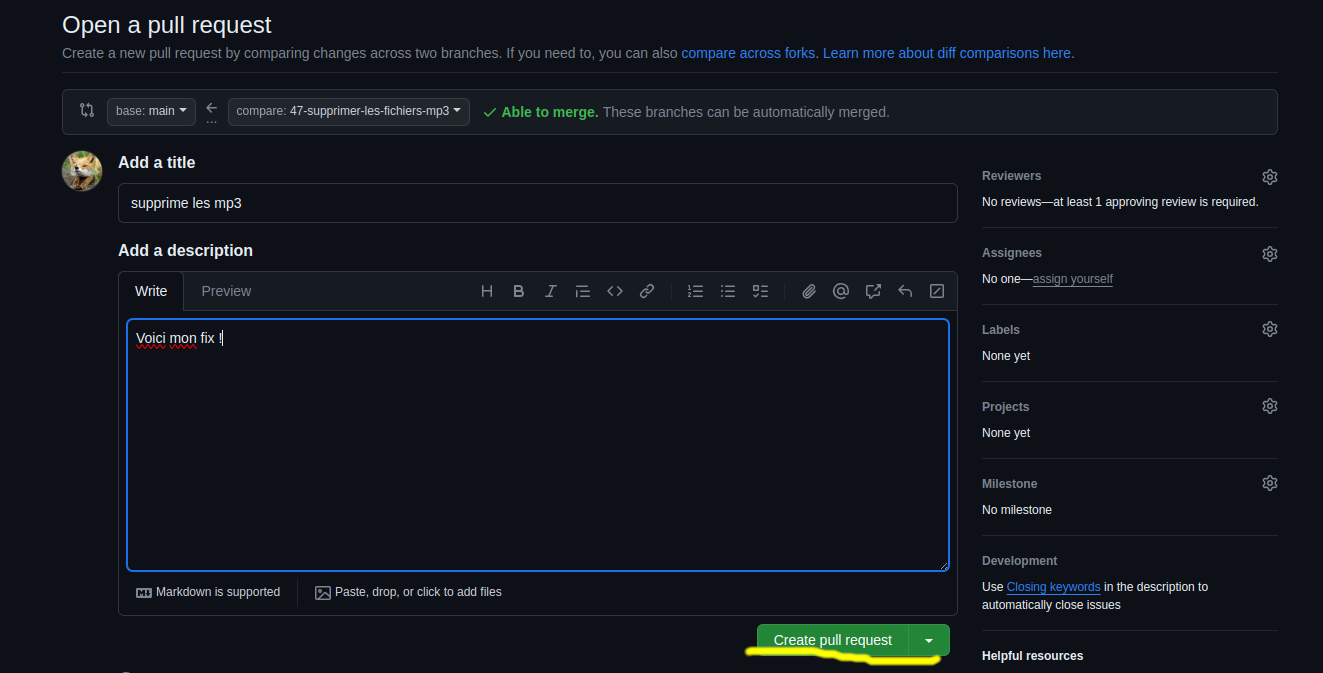 Open a pull request
Create a new pull request by comparing changes across two branches. If you need to, you can also compare across forks. Learn more about diff comparisons here.
base: main
...
compare: 47-supprimer-les-fichiers-mp3
Able to merge. These branches can be automatically merged.
Add a title
supprime les mp3
Add a description
Write
Preview
Voici mon fix !
Markdown is supported
Paste, drop, or click to add files
Create pull request
Reviewers
No reviews—at least 1 approving review is required.
Assignees
No one—assign yourself
Labels
None yet
Projects
None yet
Milestone
No milestone
Development
Use Closing keywords in the description to
automatically close issues
Helpful resources